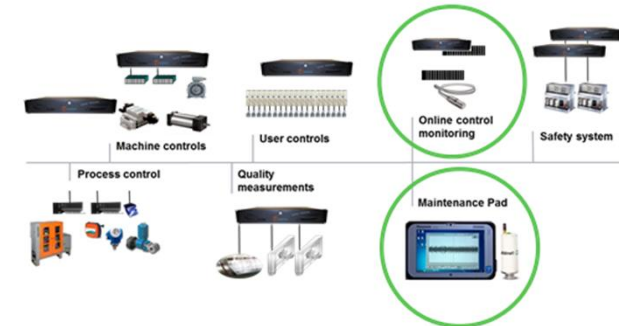 Online control
monitoring
Machine controls
User controls
Safety system
Process control
Quality
measurements
Maintenance Pad